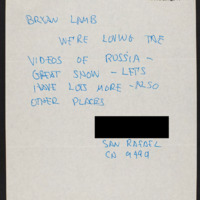 BRYAN LAMB
WE'RE LOVING THE
VIDEOS OF RUSSIA -
GREAT SHOW - LET'S
HAVE LOTS MORE - ALSO
OTHER PLACES
SAN RAFAEL
CA